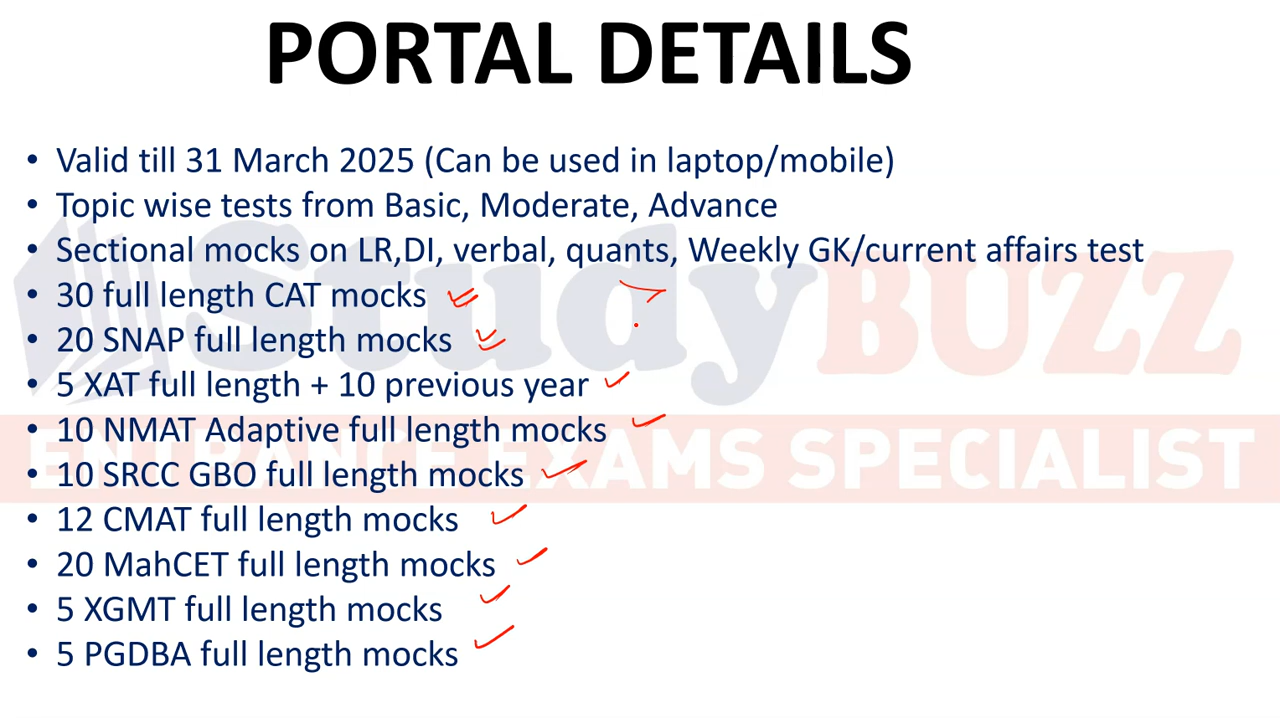 PORTAL DETAILS
• Valid till 31 March 2025 (Can be used in laptop/mobile)
• Topic wise tests from Basic, Moderate, Advance
• Sectional mocks on LR,DI, verbal, quants, Weekly GK/current affairs test
• 30 full length CAT mocks
• 20 SNAP full length mocks
• 5 XAT full length + 10 previous year
• 10 NMAT Adaptive full length mocks
• 10 SRCC GBO full length mocks
• 12 CMAT full length mocks
• 20 MahCET full length mocks
• 5 XGMT full length mocks
• 5 PGDBA full length mocks
StudyBUZZ
ENTRANCE EXAMS SPECIALIST